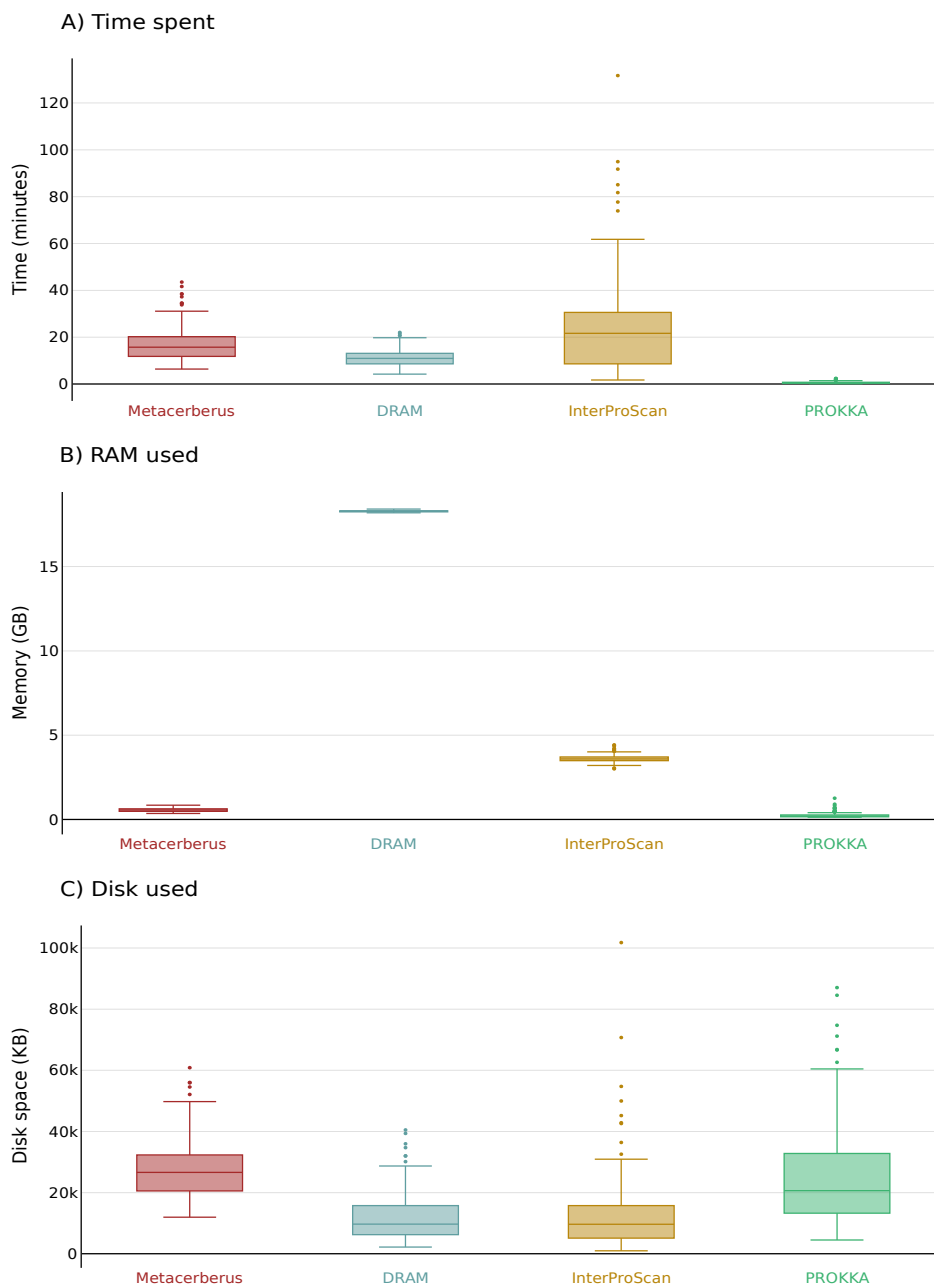 A) Time spent
120
100
80
60
40
20
0
Time (minutes)
Metacerberus DRAM InterProScan PROKKA
B) RAM used
15
10
5
0
Memory (GB)
Metacerberus DRAM InterProScan PROKKA
C) Disk used
100k
80k
60k
40k
20k
0
Disk space (KB)
Metacerberus DRAM InterProScan PROKKA